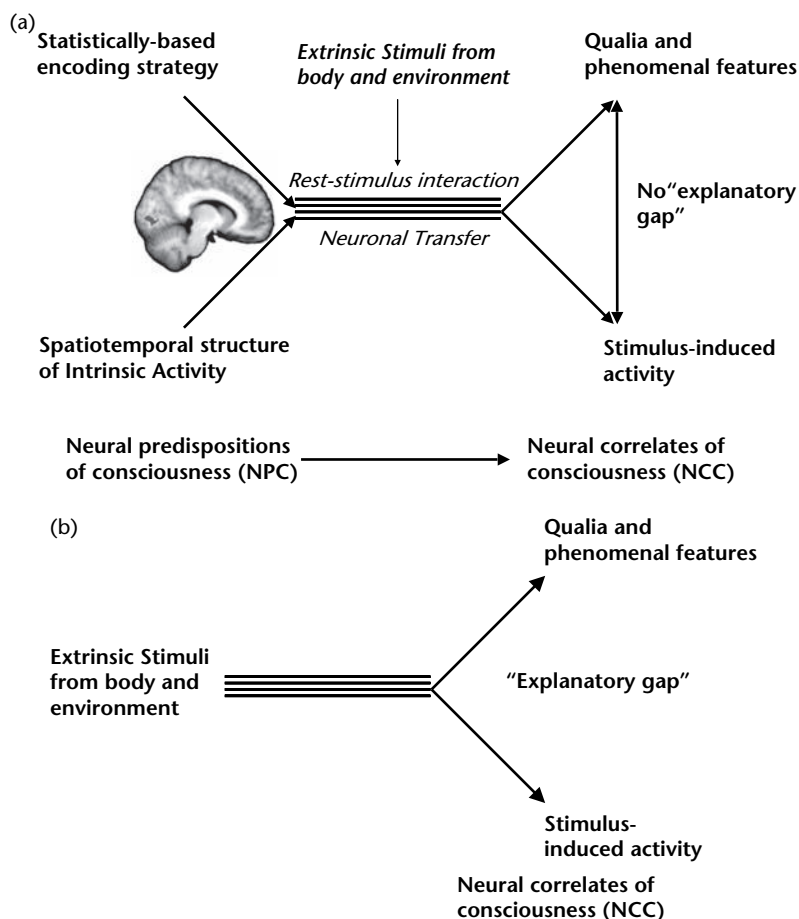 (a)
Statistically-based
encoding strategy
Extrinsic Stimuli from
body and environment
Qualia and
phenomenal features
Rest-stimulus interaction
Neuronal Transfer
No“explanatory
gap”
Spatiotemporal structure
of Intrinsic Activity
Stimulus-induced
activity
Neural predispositions
of consciousness (NPC)
Neural correlates of
consciousness (NCC)
(b)
Qualia and
phenomenal features
Extrinsic Stimuli
from body and
environment
“Explanatory gap”
Stimulus-
induced activity
Neural correlates of
consciousness (NCC)